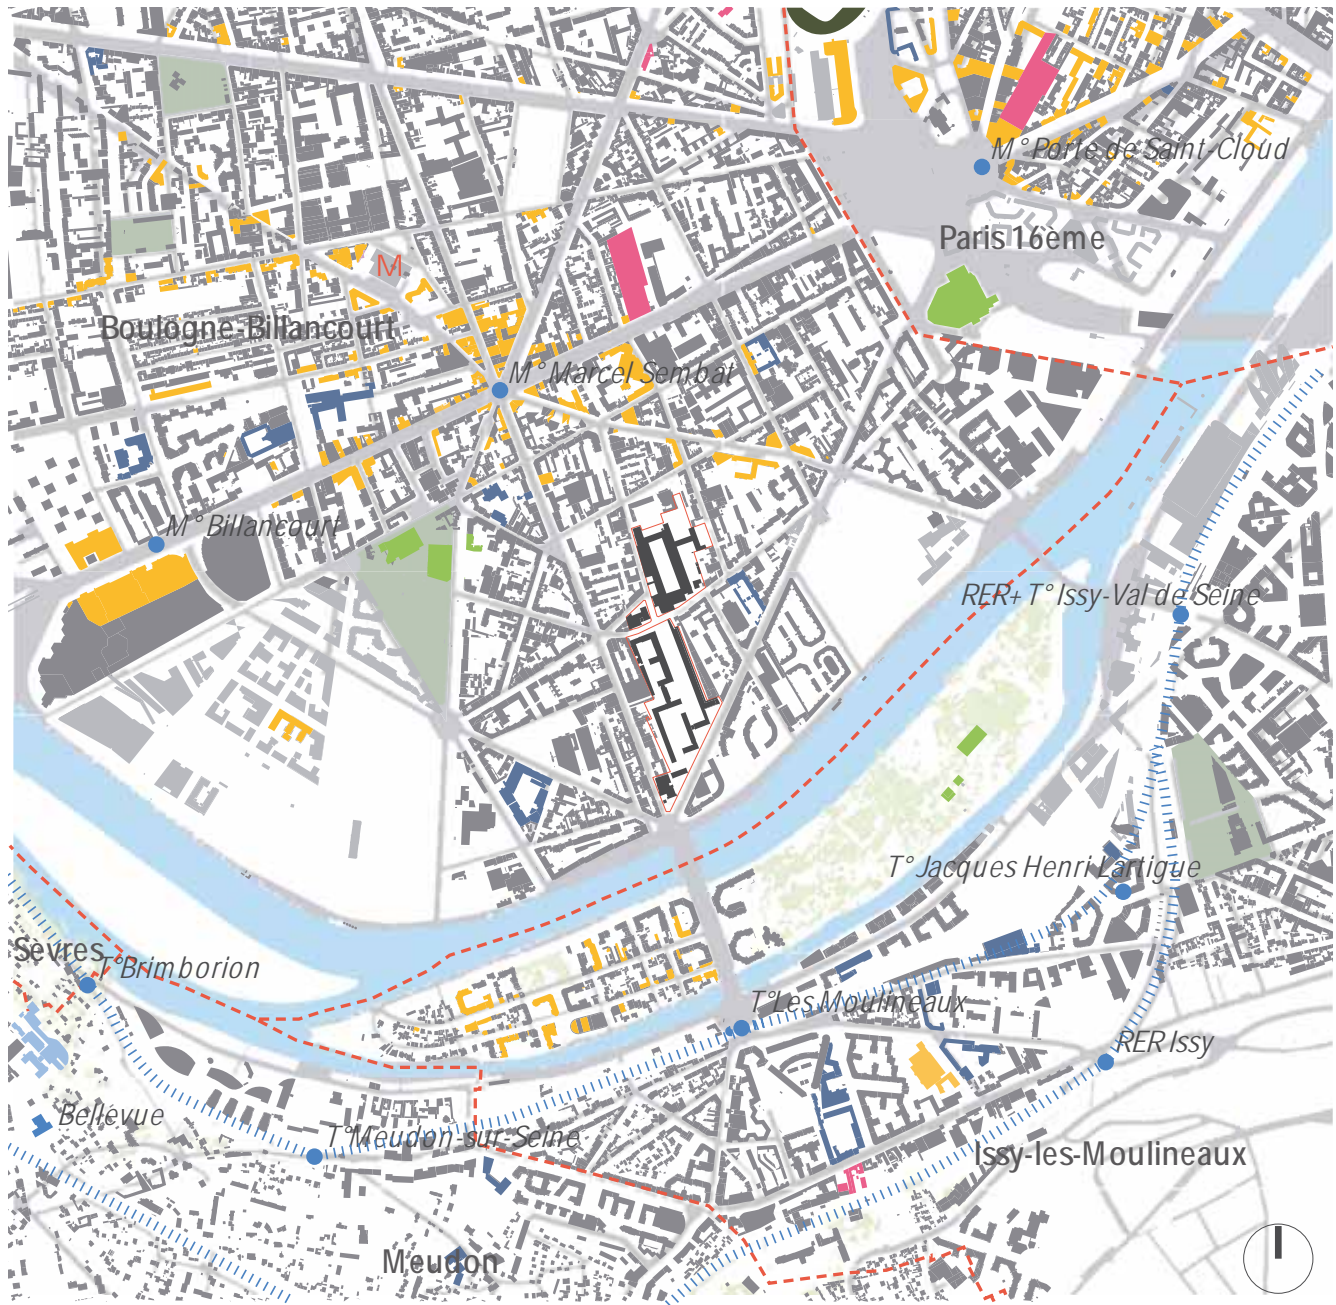 M° Porte de Saint-Cloud
Paris 16ème
M
Boulogne-Billancourt
M° Marcel Sembat
M° Billancourt
RER+ T° Issy-Val de Seine
T° Jacques Henri Lartigue
Sèvres
T°Brimborion
T°Les Moulineaux
RER Issy
Bellevue
T°Meudon-sur-Seine
Issy-les-Moulineaux
Meudon